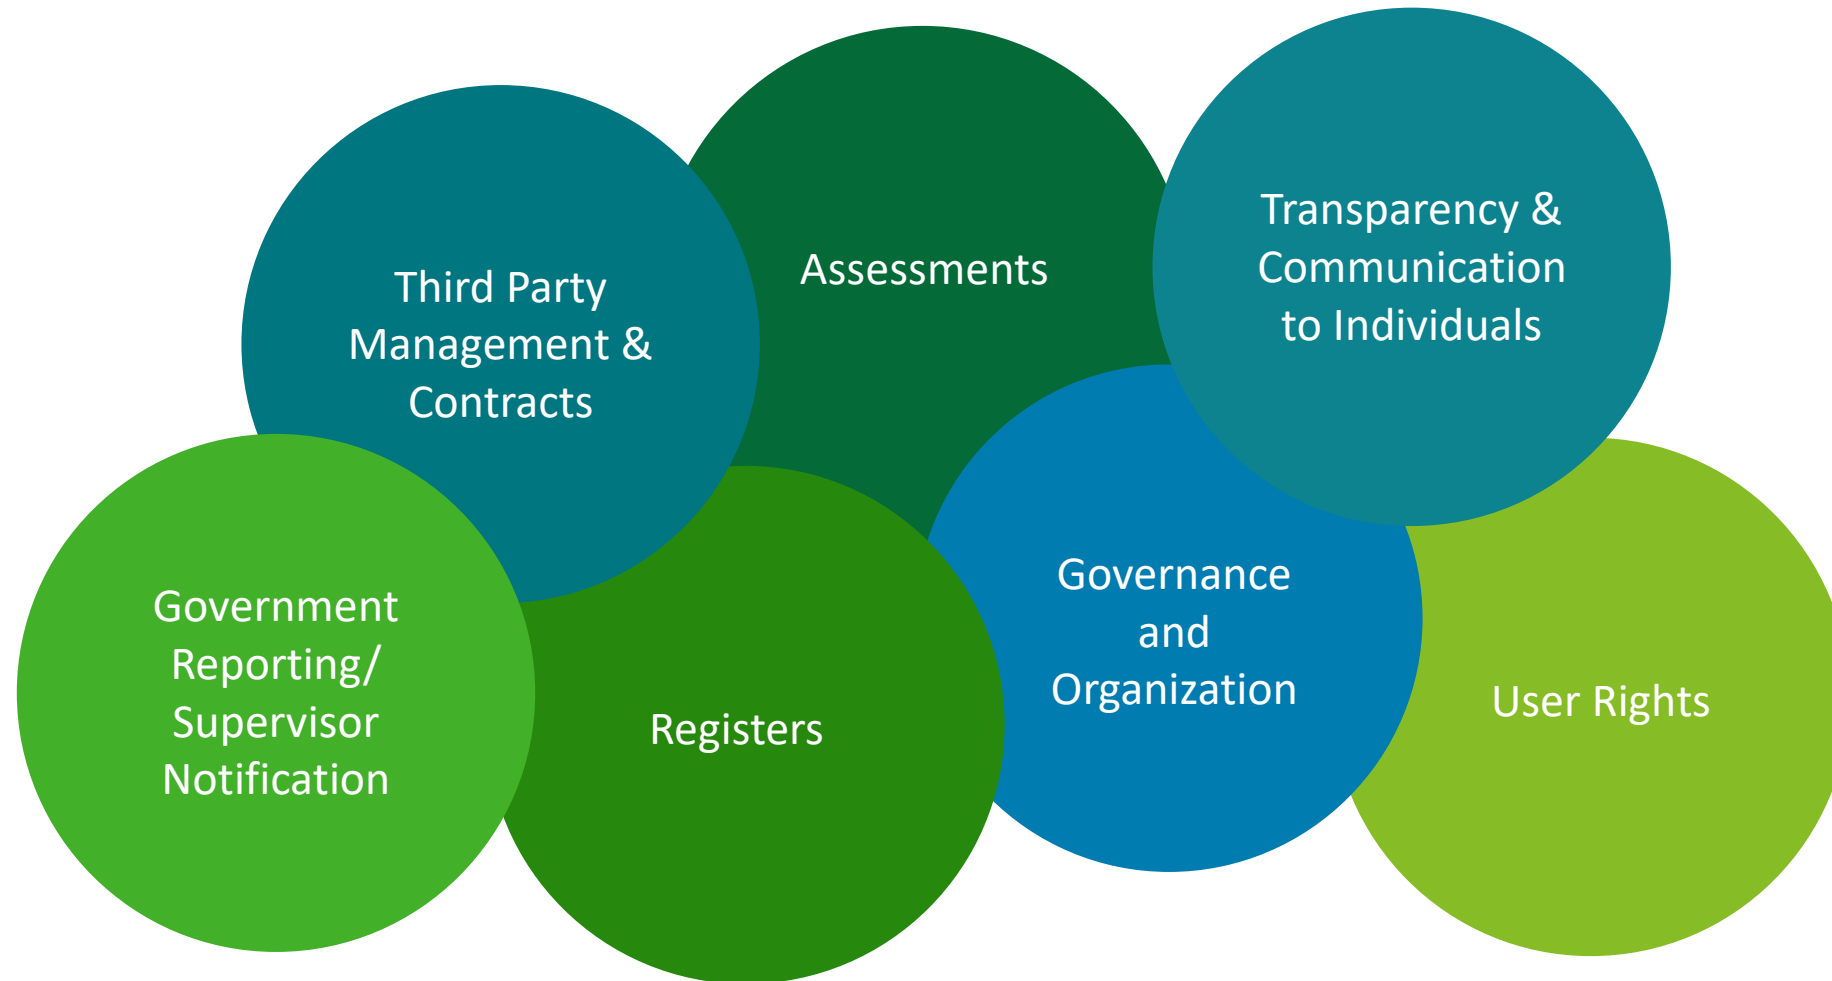 Third Party
Management &
Contracts
Assessments
Transparency &
Communication
to Individuals
Government
Reporting/
Supervisor
Notification
Registers
Governance
and
Organization
User Rights